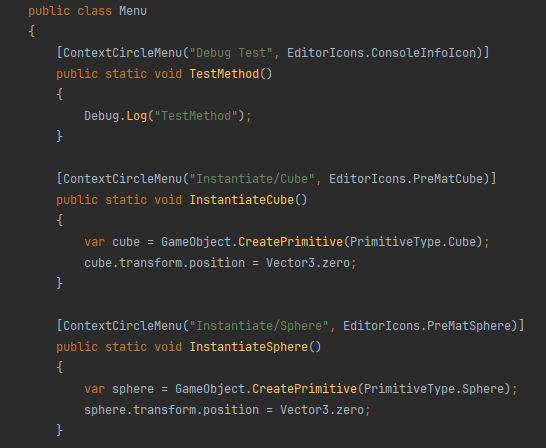 public class Menu
{
[ContextCircleMenu("Debug Test", EditorIcons.ConsoleInfoIcon)]
public static void TestMethod()
{
Debug.Log("TestMethod");
}
[ContextCircleMenu("Instantiate/Cube", EditorIcons.PreMatCube)]
public static void InstantiateCube()
{
var cube = GameObject.CreatePrimitive(PrimitiveType.Cube);
cube.transform.position = Vector3.zero;
}
[ContextCircleMenu("Instantiate/Sphere", EditorIcons.PreMatSphere)]
public static void InstantiateSphere()
{
var sphere = GameObject.CreatePrimitive(PrimitiveType.Sphere);
sphere.transform.position = Vector3.zero;
}